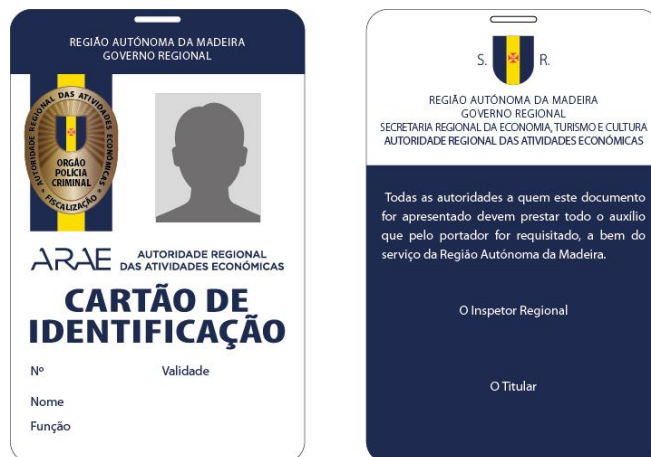 REGIÃO AUTÓNOMA DA MADEIRA
GOVERNO REGIONAL
AUTORIDADE REGIONAL DAS ATIVIDADES ECONÓMICAS
ORGÃO
POLÍCIA
CRIMINAL
FISCALIZAÇÃO
ARAE
AUTORIDADE REGIONAL
DAS ATIVIDADES ECONÓMICAS
CARTÃO DE
IDENTIFICAÇÃO
Nº Validade
Nome
Função
S. R.
REGIÃO AUTÓNOMA DA MADEIRA
GOVERNO REGIONAL
SECRETARIA REGIONAL DA ECONOMIA, TURISMO E CULTURA
AUTORIDADE REGIONAL DAS ATIVIDADES ECONÓMICAS
Todas as autoridades a quem este documento
for apresentado devem prestar todo o auxílio
que pelo portador for requisitado, a bem do
serviço da Região Autónoma da Madeira.
O Inspetor Regional
O Titular